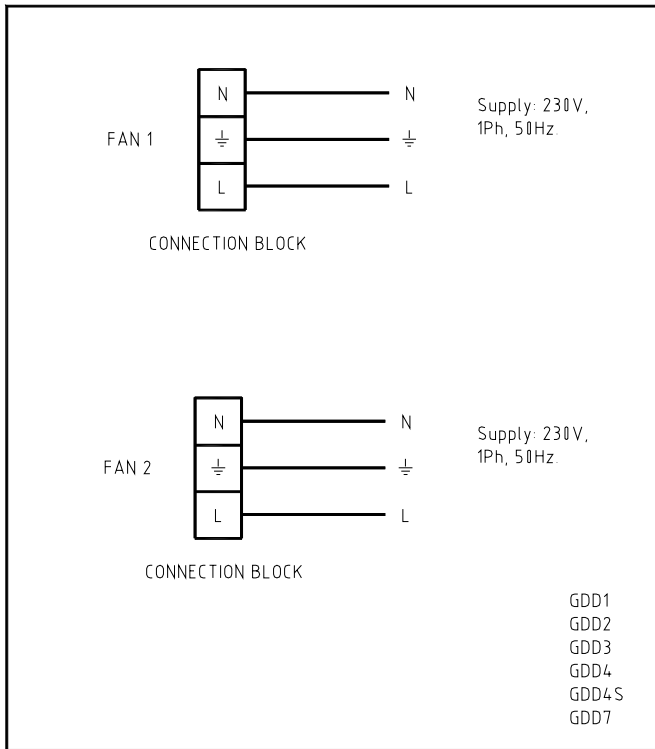 N N
FAN 1 ⏚ ⏚
L L
Supply: 230V,
1Ph, 50Hz.
CONNECTION BLOCK
N N
FAN 2 ⏚ ⏚
L L
Supply: 230V,
1Ph, 50Hz.
CONNECTION BLOCK
GDD1
GDD2
GDD3
GDD4
GDD4S
GDD7